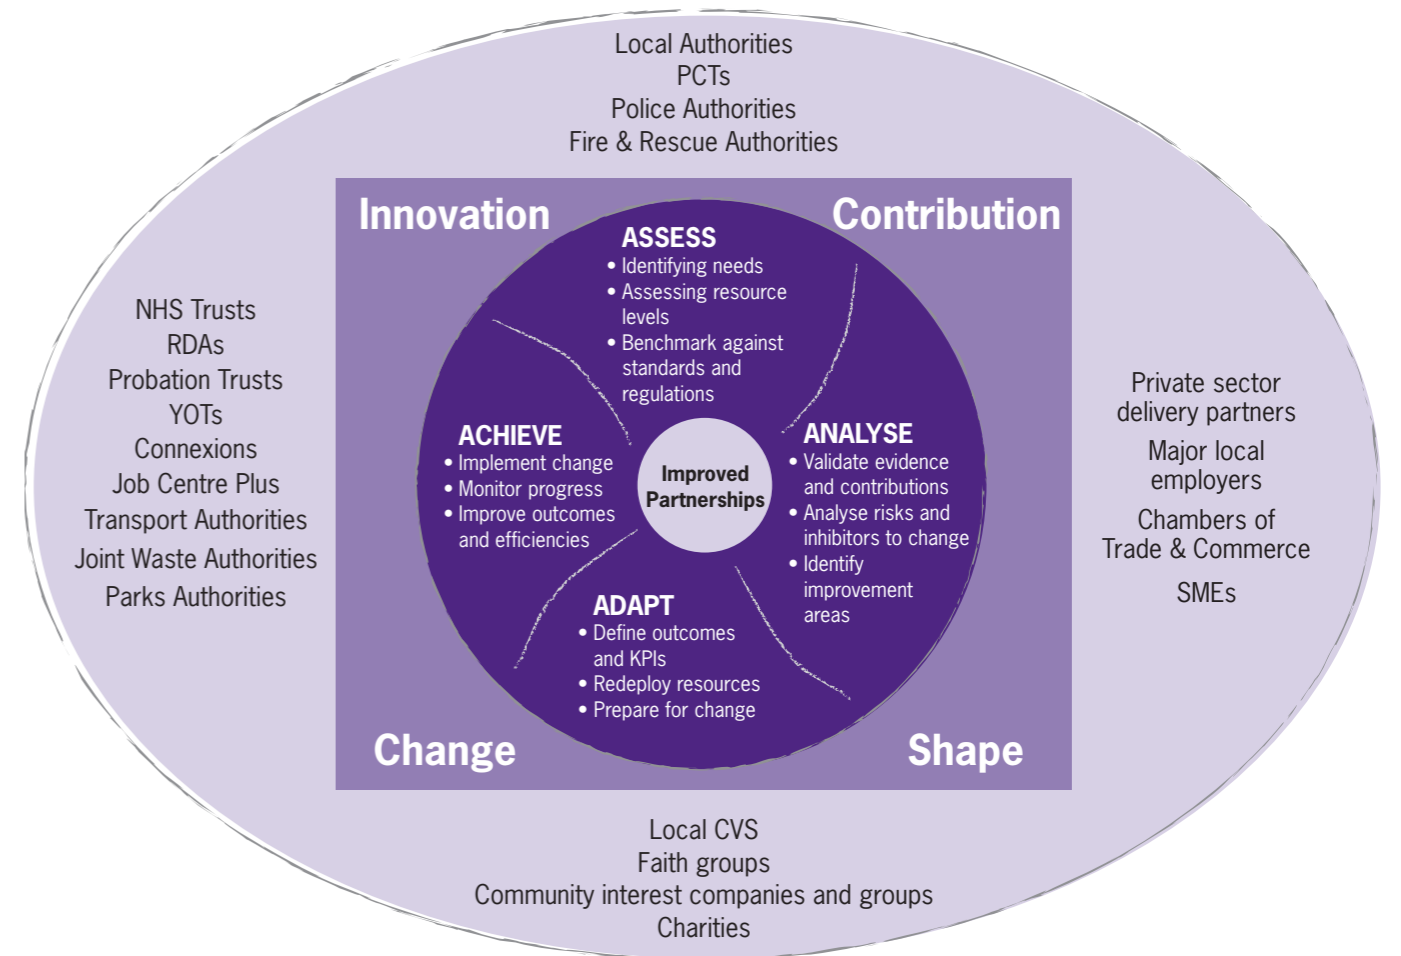 Local Authorities
PCTs
Police Authorities
Fire & Rescue Authorities
Innovation
Contribution
ASSESS
• Identifying needs
• Assessing resource
levels
• Benchmark against
standards and
regulations
NHS Trusts
RDAs
Probation Trusts
YOTs
Connexions
Job Centre Plus
Transport Authorities
Joint Waste Authorities
Parks Authorities
ACHIEVE
• Implement change
• Monitor progress
• Improve outcomes
and efficiencies
Improved
Partnerships
ANALYSE
• Validate evidence
and contributions
• Analyse risks and
inhibitors to change
• Identify
improvement
areas
Private sector
delivery partners
Major local
employers
Chambers of
Trade & Commerce
SMEs
ADAPT
• Define outcomes
and KPIs
• Redeploy resources
• Prepare for change
Change
Shape
Local CVS
Faith groups
Community interest companies and groups
Charities